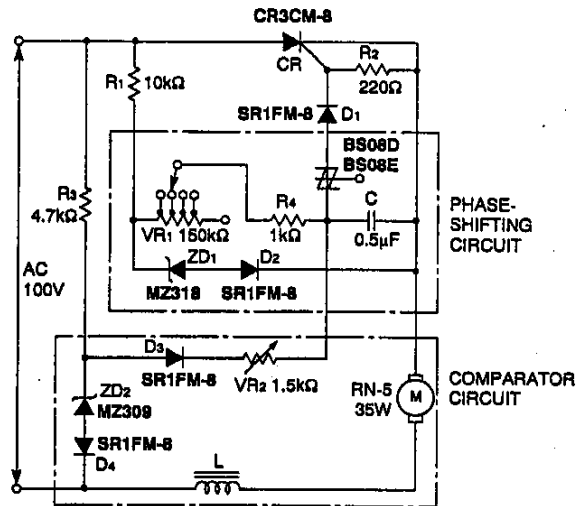 CR3CM-8
CR
R1 10kΩ
R2
220Ω
SR1FM-8
D1
BS08D
BS08E
R3
4.7kΩ
R4
1kΩ
C
0.5μF
VR1 150kΩ
ZD1
D2
MZ318
SR1FM-8
PHASE-
SHIFTING
CIRCUIT
AC
100V
D3
SR1FM-8
VR2 1.5kΩ
RN-5
35W
M
COMPARATOR
CIRCUIT
ZD2
MZ309
SR1FM-8
D4
L